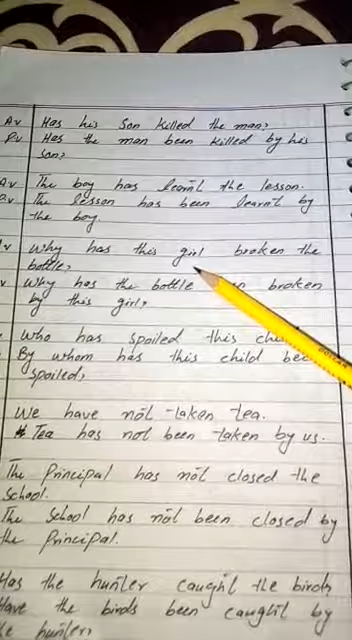 Av Has his Son killed the man?
Pv Has the man been killed by his
Son?
Av The boy has learnt the lesson.
Pv The lesson has been learnt by
the boy.
v Why has this girl broken the
bottle?
v Why has the bottle broken
by this girl?
Who has spoiled this
By whom has this child
spoiled?
We have not taken tea.
Tea has not been taken by us.
The Principal has not closed the
School.
The School has not been closed by
the Principal.
Has the hunter caught the birds
Have the birds been caught by
the hunter?